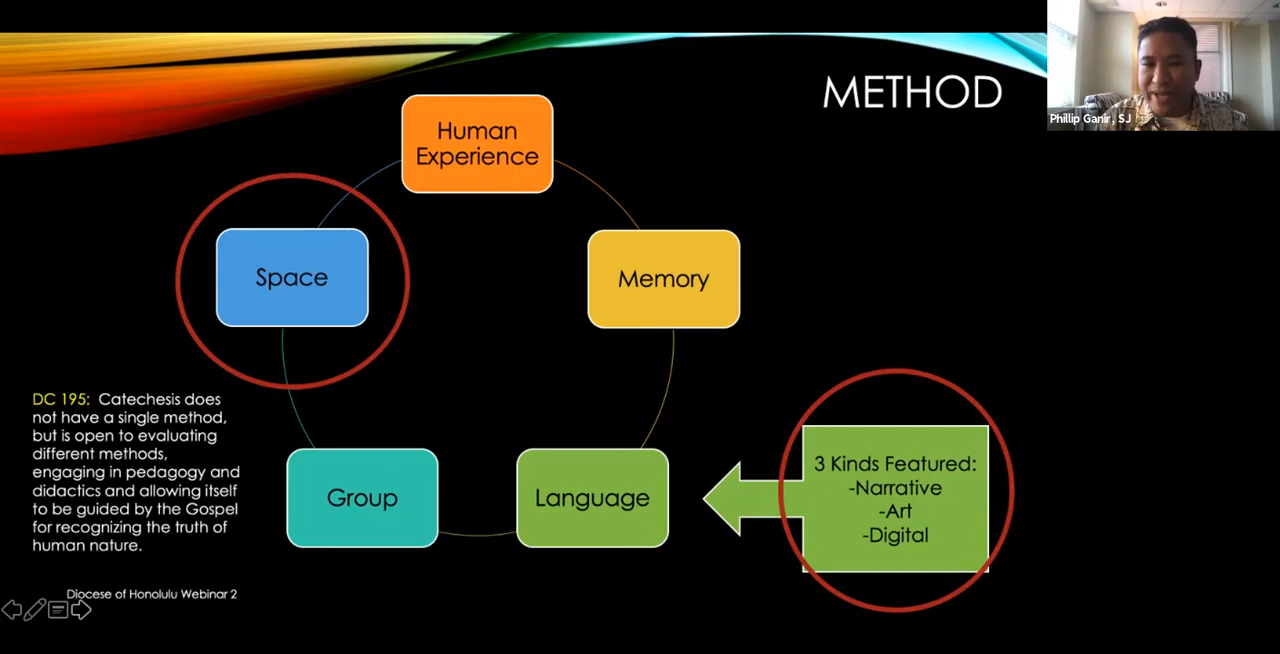 METHOD
Phillip Ganir, SJ
Human
Experience
Space
Memory
DC 195:  Catechesis does
not have a single method,
but is open to evaluating
different methods,
engaging in pedagogy and
didactics and allowing itself
to be guided by the Gospel
for recognizing the truth of
human nature.
Group
Language
3 Kinds Featured:
-Narrative
-Art
-Digital
Diocese of Honolulu Webinar 2